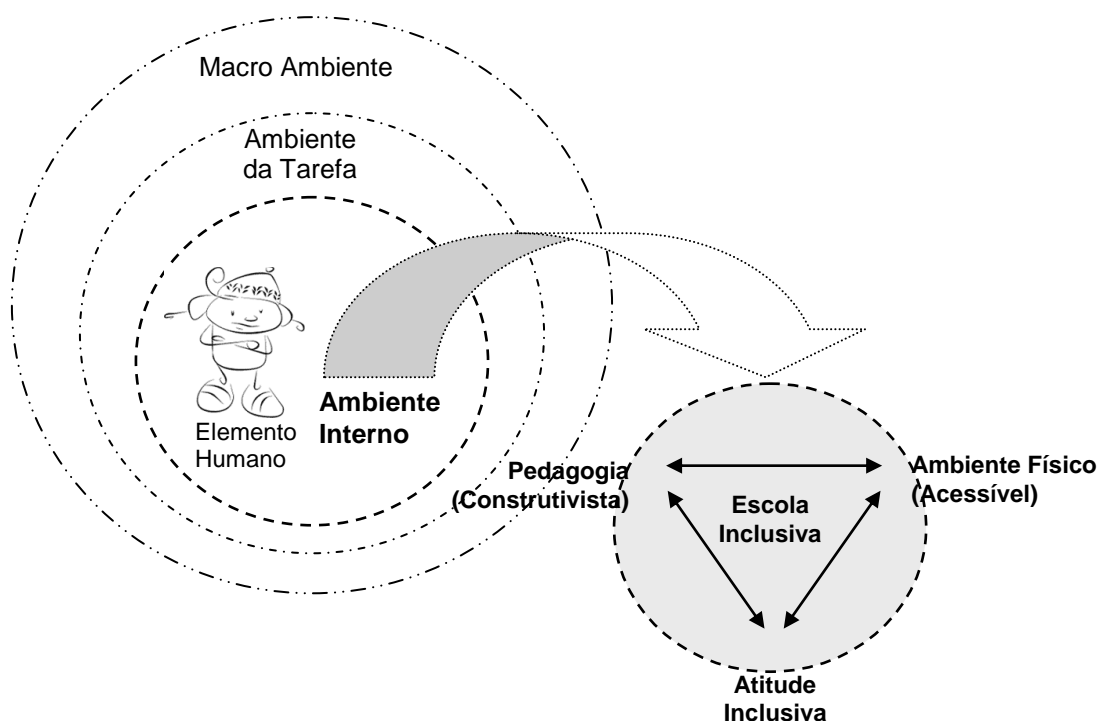 Macro Ambiente
Ambiente
da Tarefa
Elemento
Humano
Ambiente
Interno
Pedagogia
(Construtivista)
Ambiente Físico
(Acessível)
Escola
Inclusiva
Atitude
Inclusiva